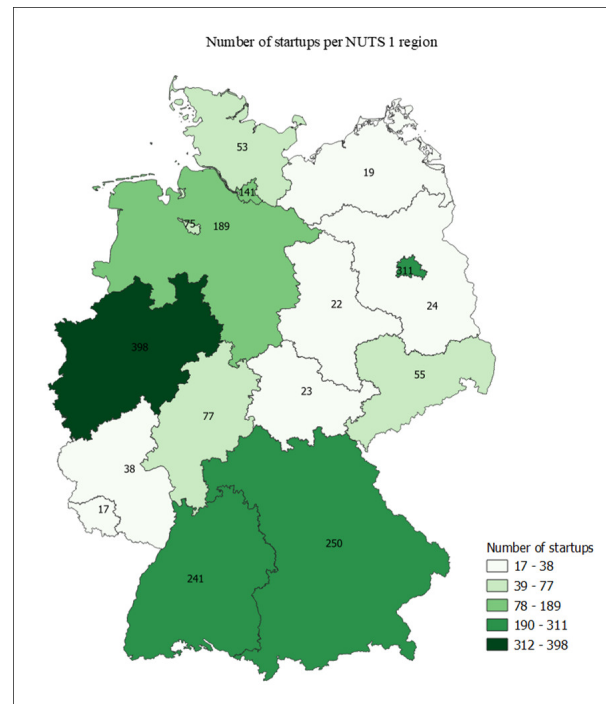 Number of startups per NUTS 1 region
53
19
141
75
189
311
22
24
398
55
23
77
38
17
250
241
Number of startups
17 - 38
39 - 77
78 - 189
190 - 311
312 - 398